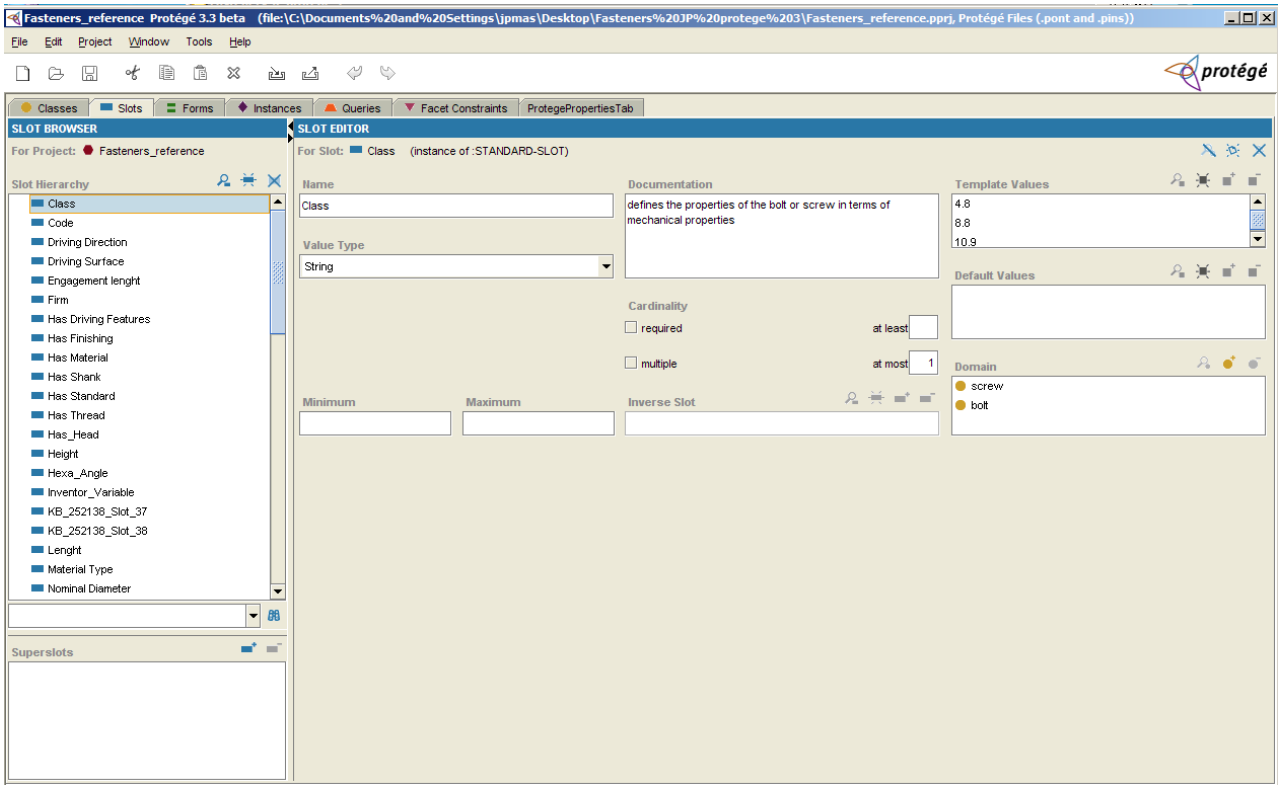 Fasteners_reference Protégé 3.3 beta (file:\C:\Documents%20and%20Settings\jpmas\Desktop\Fasteners%20JP%20protege%203\Fasteners_reference.pprj, Protégé Files (.pont and .pins))
File Edit Project Window Tools Help
protégé
Classes Slots Forms Instances Queries Facet Constraints ProtegePropertiesTab
SLOT BROWSER
For Project: Fasteners_reference
Slot Hierarchy
Class
Code
Driving Direction
Driving Surface
Engagement lenght
Firm
Has Driving Features
Has Finishing
Has Material
Has Shank
Has Standard
Has Thread
Has_Head
Height
Hexa_Angle
Inventor_Variable
KB_252138_Slot_37
KB_252138_Slot_38
Lenght
Material Type
Nominal Diameter
Superslots
SLOT EDITOR
For Slot: Class (instance of :STANDARD-SLOT)
Name
Class
Value Type
String
Minimum Maximum
Documentation
defines the properties of the bolt or screw in terms of
mechanical properties
Cardinality
required at least
multiple at most 1
Inverse Slot
Template Values
4.8
8.8
10.9
Default Values
Domain
screw
bolt